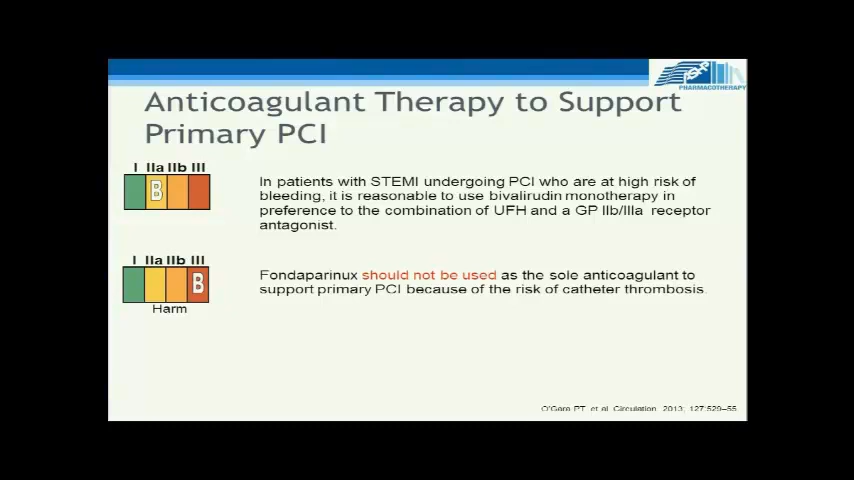 PHARMACOTHERAPY
Anticoagulant Therapy to Support
Primary PCI
I IIa IIb III
B
In patients with STEMI undergoing PCI who are at high risk of
bleeding, it is reasonable to use bivalirudin monotherapy in
preference to the combination of UFH and a GP IIb/IIIa receptor
antagonist.
I IIa IIb III
B
Harm
Fondaparinux should not be used as the sole anticoagulant to
support primary PCI because of the risk of catheter thrombosis.
O'Gara PT, et al. Circulation. 2013; 127:529–55